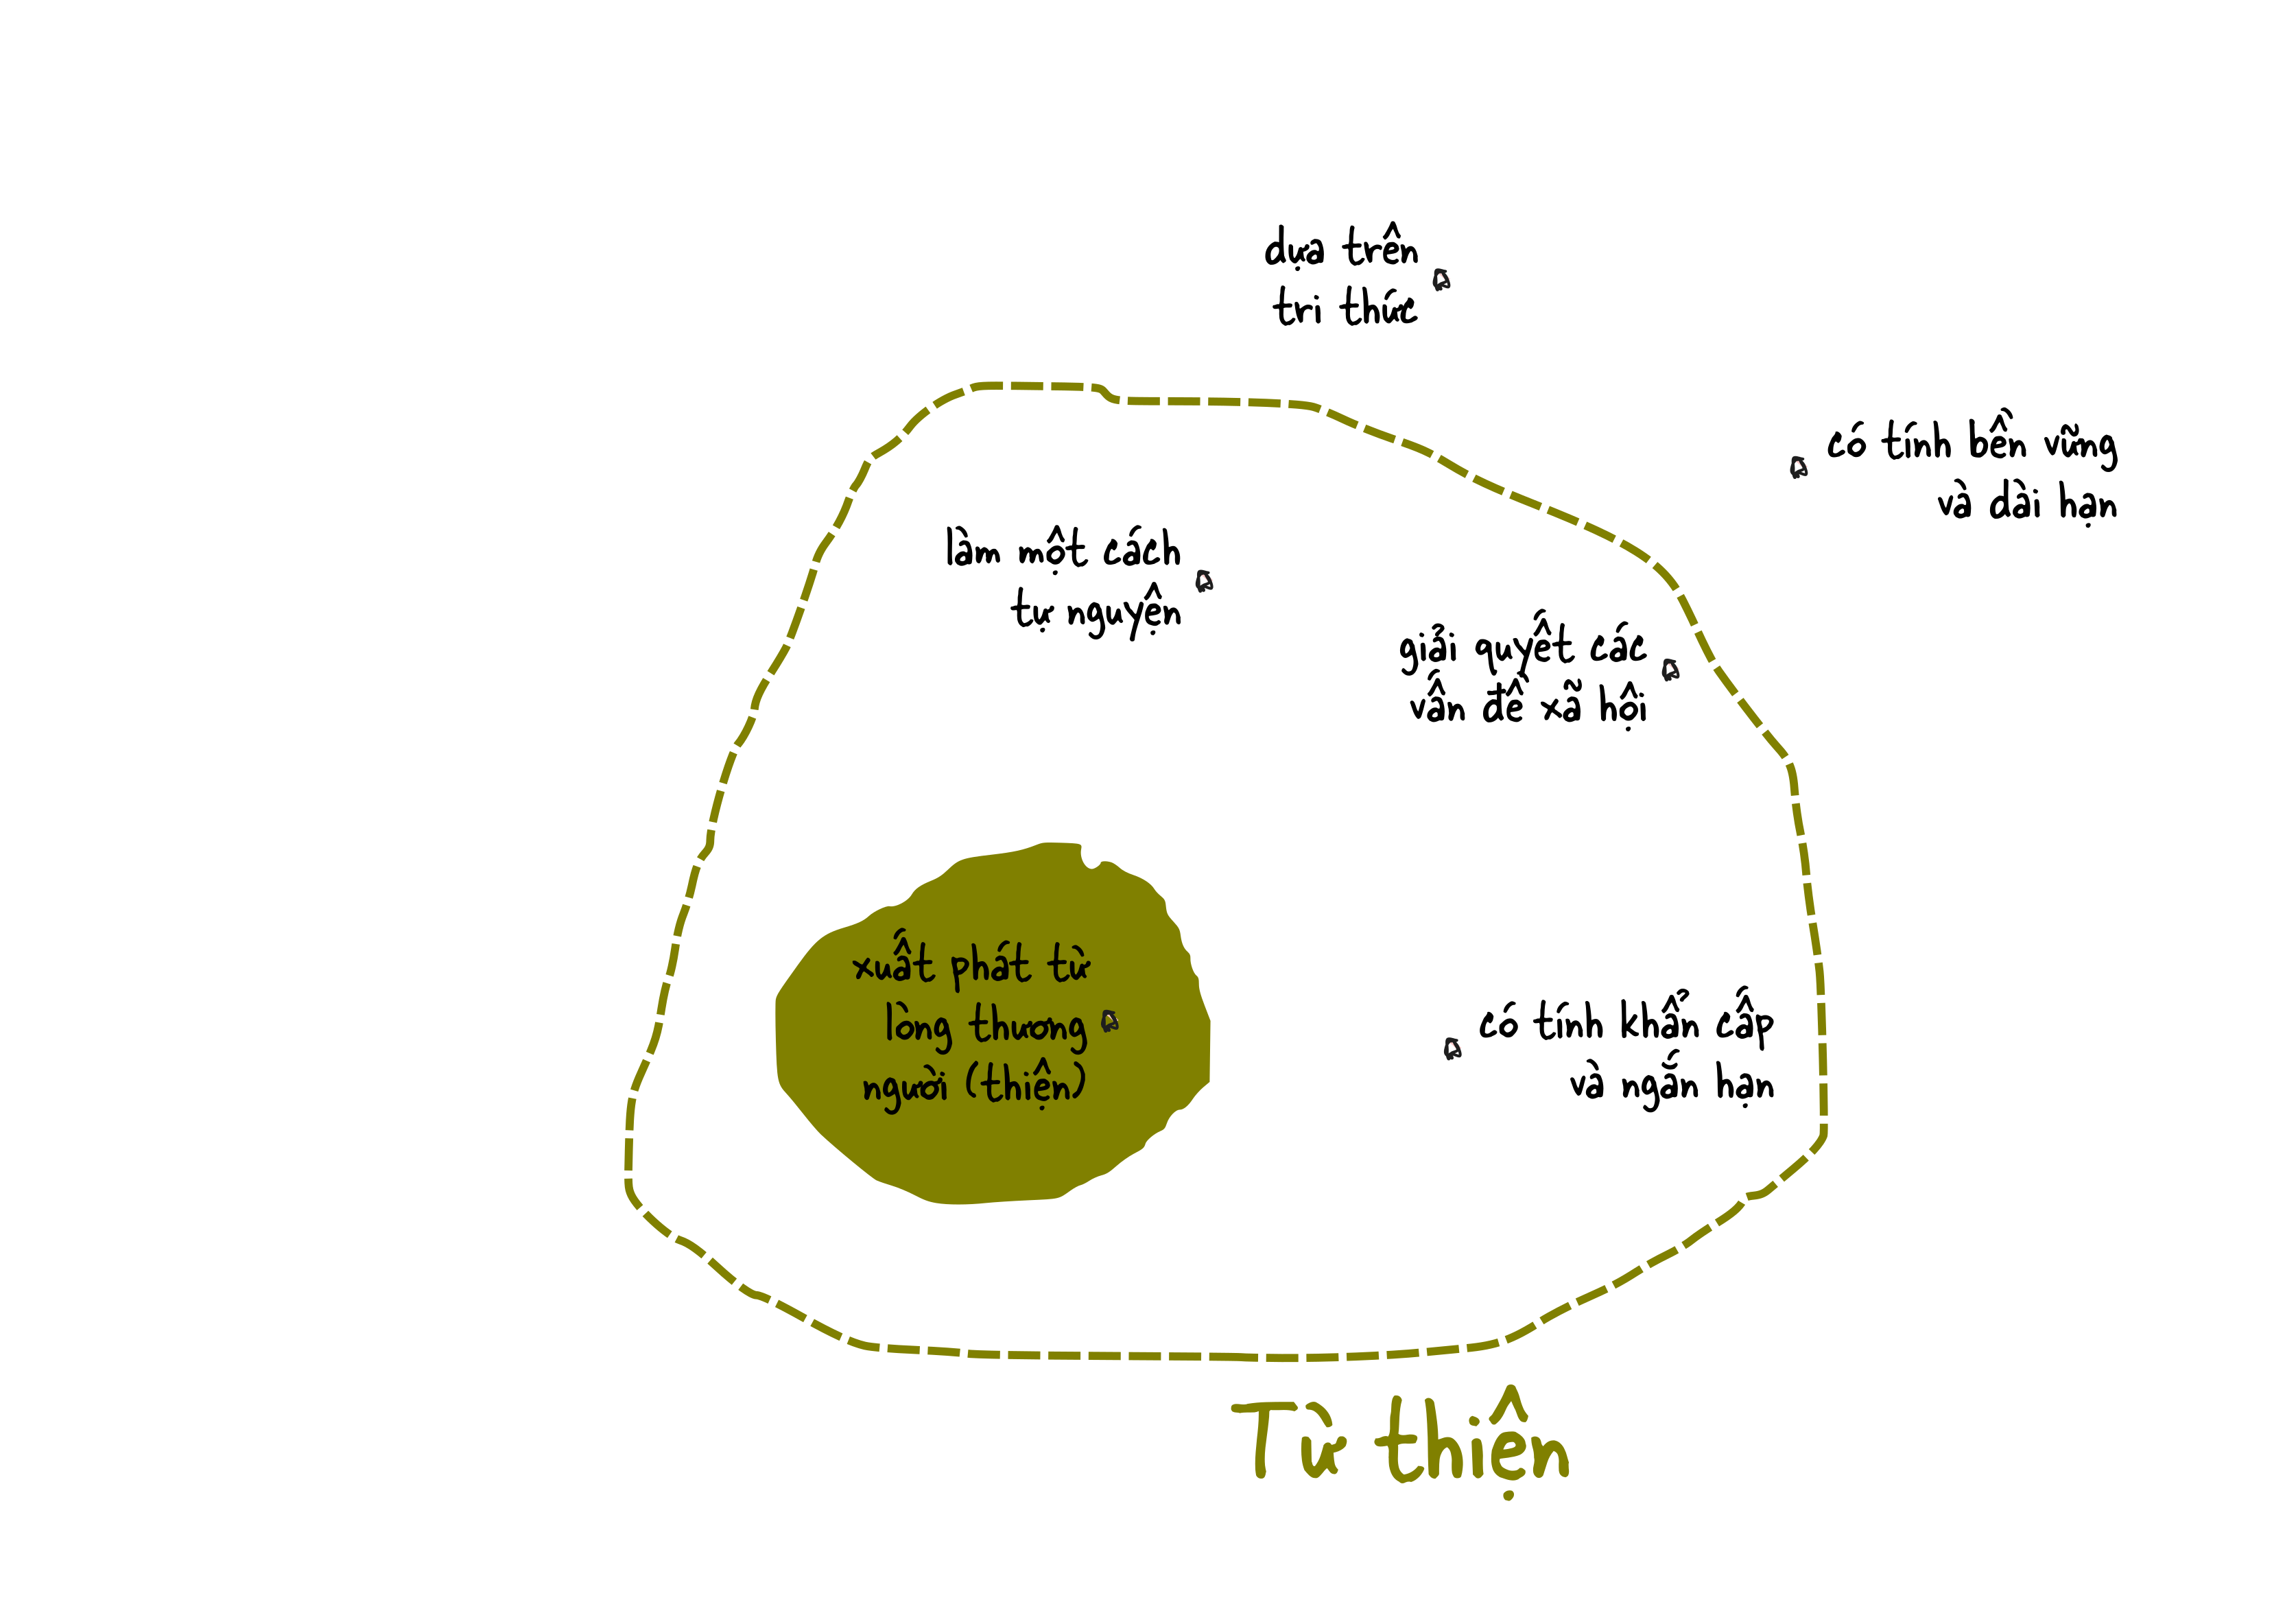 dựa trên
tri thức
có tính bền vững
và dài hạn
làm một cách
tự nguyện
giải quyết các
vấn đề xã hội
xuất phát từ
lòng thương
người (thiện)
có tính khẩn cấp
và ngắn hạn
Từ thiện